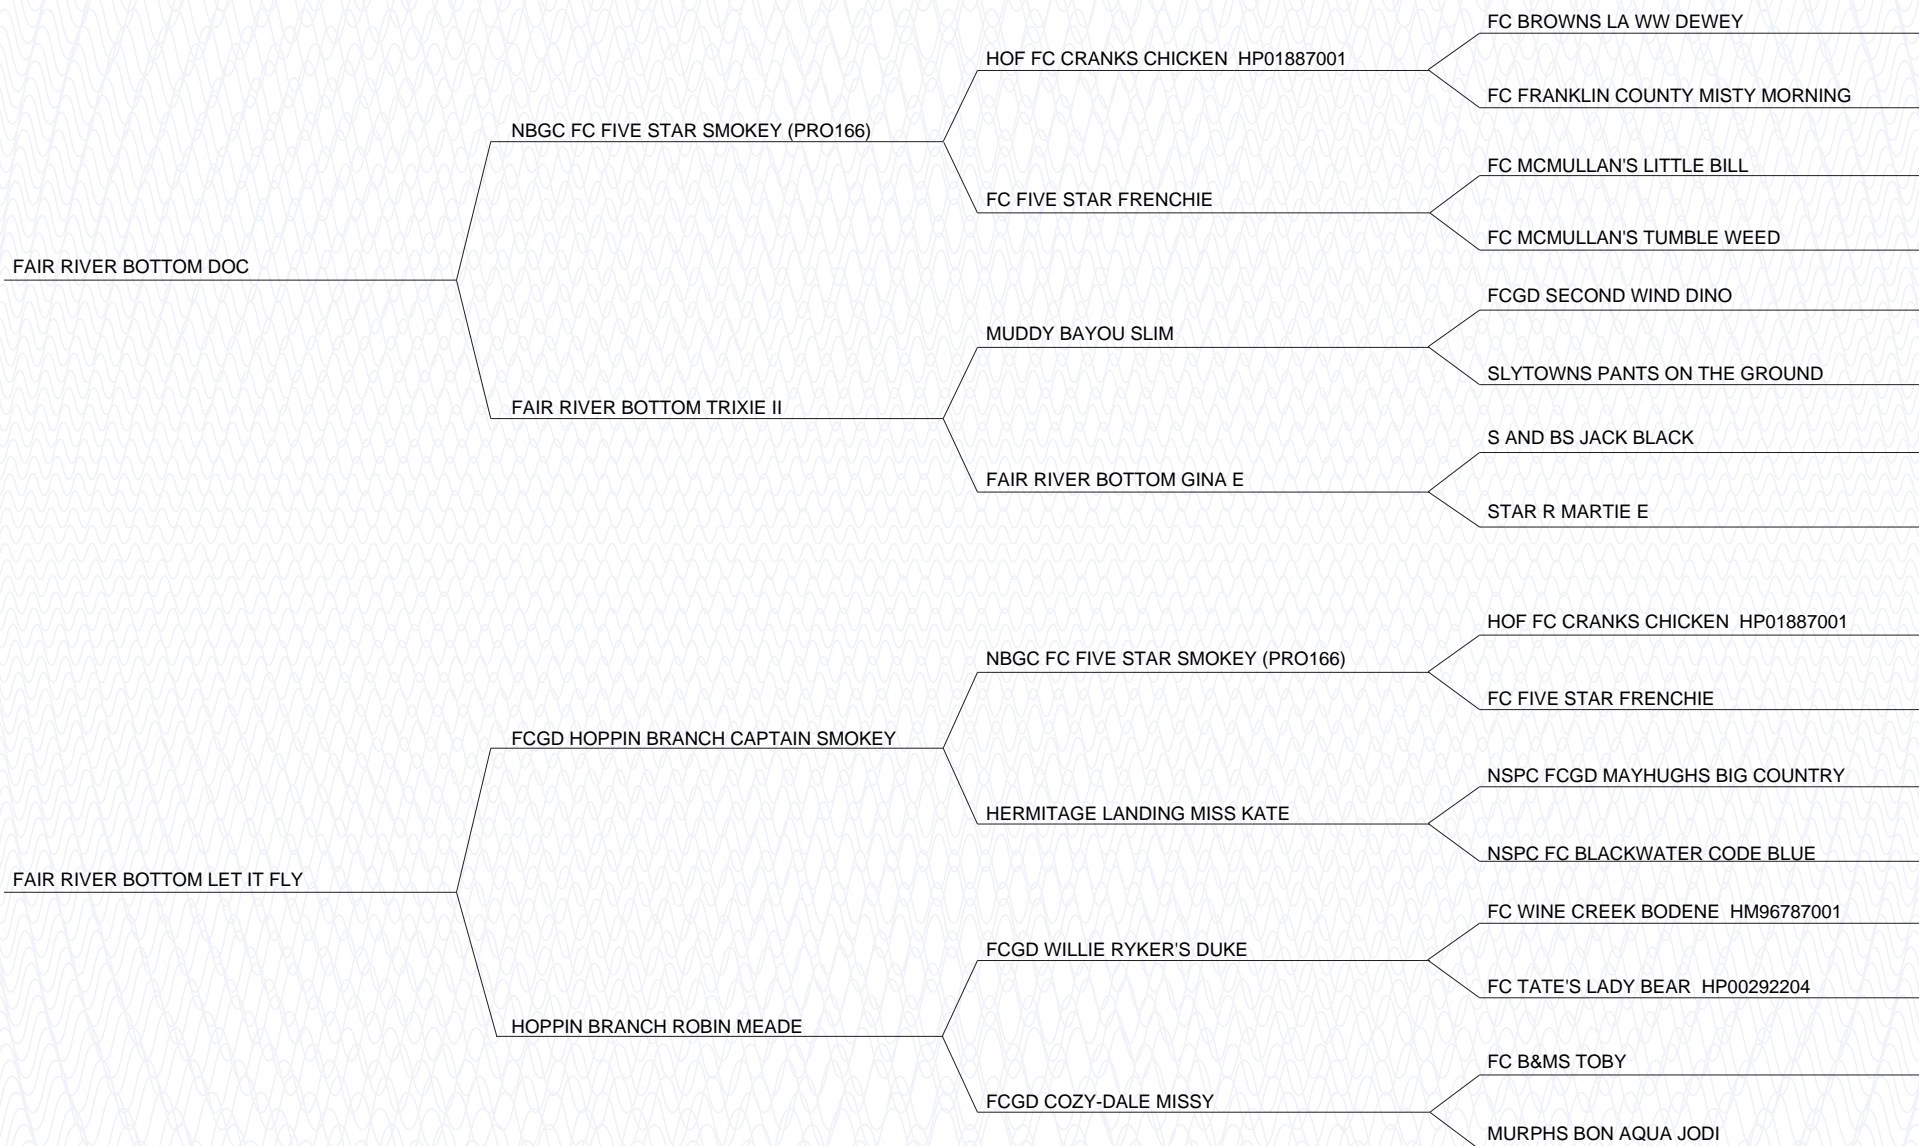 FC BROWNS LA WW DEWEY
HOF FC CRANKS CHICKEN HP01887001
FC FRANKLIN COUNTY MISTY MORNING
NBGC FC FIVE STAR SMOKEY (PRO166)
FC MCMULLAN'S LITTLE BILL
FC FIVE STAR FRENCHIE
FC MCMULLAN'S TUMBLE WEED
FAIR RIVER BOTTOM DOC
FCGD SECOND WIND DINO
MUDDY BAYOU SLIM
SLYTOWNS PANTS ON THE GROUND
FAIR RIVER BOTTOM TRIXIE II
S AND BS JACK BLACK
FAIR RIVER BOTTOM GINA E
STAR R MARTIE E
HOF FC CRANKS CHICKEN HP01887001
NBGC FC FIVE STAR SMOKEY (PRO166)
FC FIVE STAR FRENCHIE
FCGD HOPPIN BRANCH CAPTAIN SMOKEY
NSPC FCGD MAYHUGHS BIG COUNTRY
HERMITAGE LANDING MISS KATE
NSPC FC BLACKWATER CODE BLUE
FAIR RIVER BOTTOM LET IT FLY
FC WINE CREEK BODENE HM96787001
FCGD WILLIE RYKER'S DUKE
FC TATE'S LADY BEAR HP00292204
HOPPIN BRANCH ROBIN MEADE
FC B&MS TOBY
FCGD COZY-DALE MISSY
MURPHS BON AQUA JODI